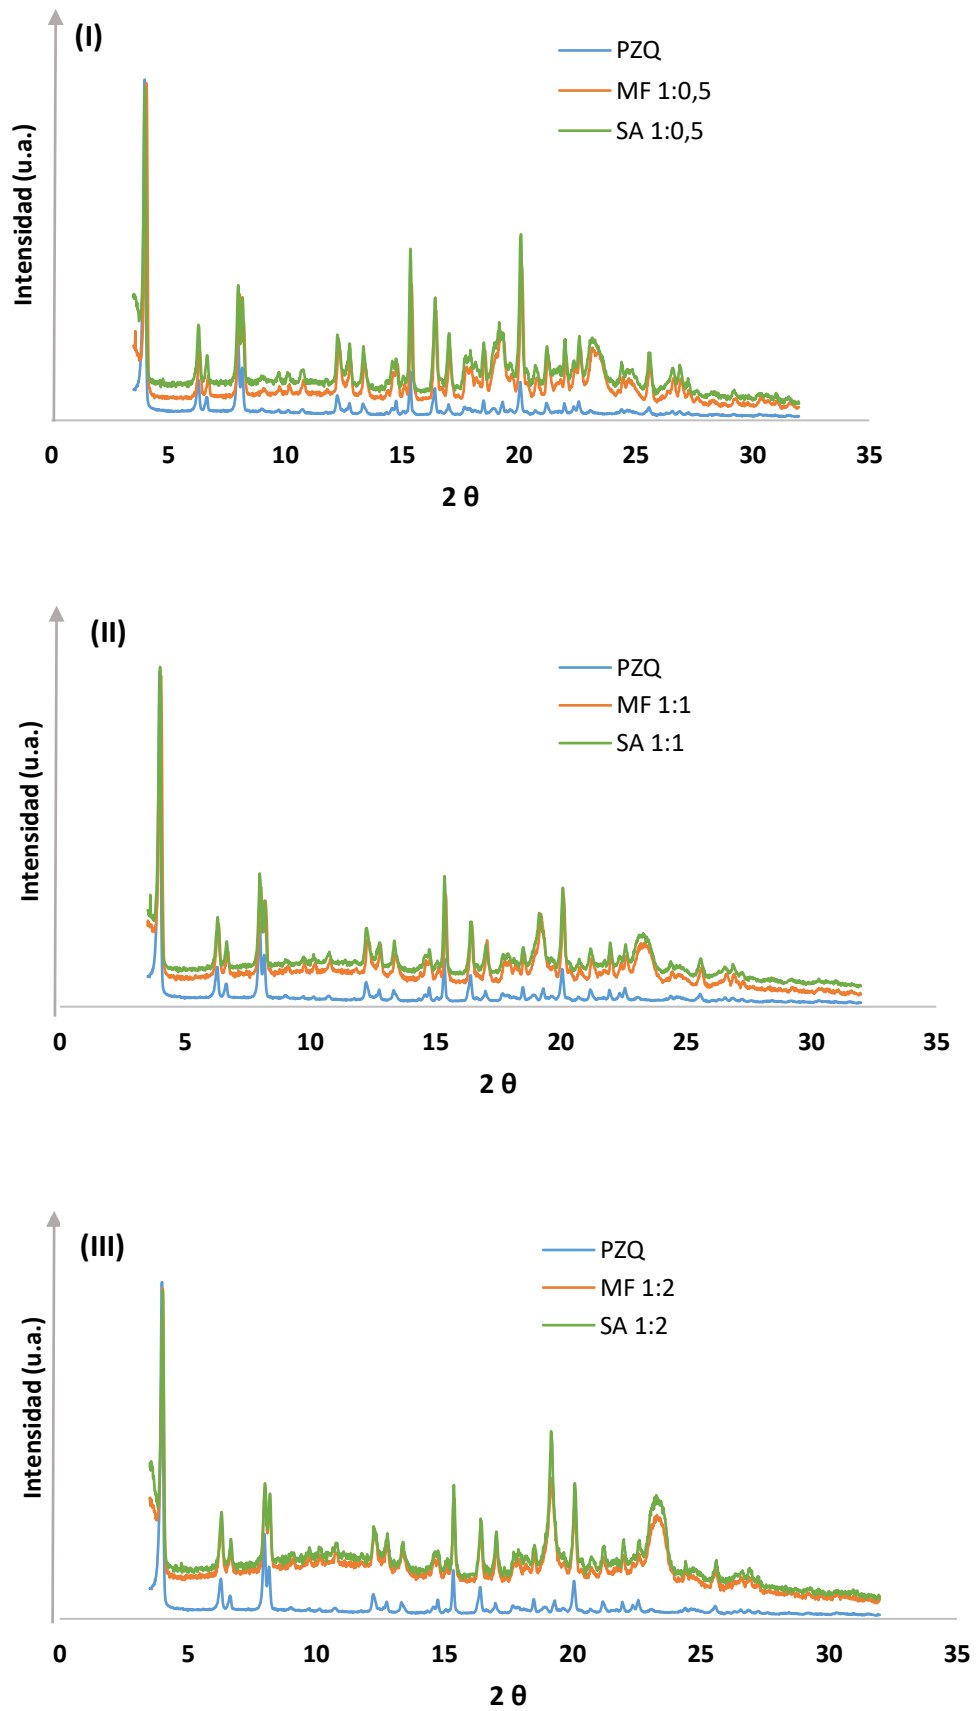 (I)
PZQ
MF 1:0,5
SA 1:0,5
Intensidad (u.a.)
0 5 10 15 20 25 30 35
2 θ
(II)
PZQ
MF 1:1
SA 1:1
Intensidad (u.a.)
0 5 10 15 20 25 30 35
2 θ
(III)
PZQ
MF 1:2
SA 1:2
Intensidad (u.a.)
0 5 10 15 20 25 30 35
2 θ